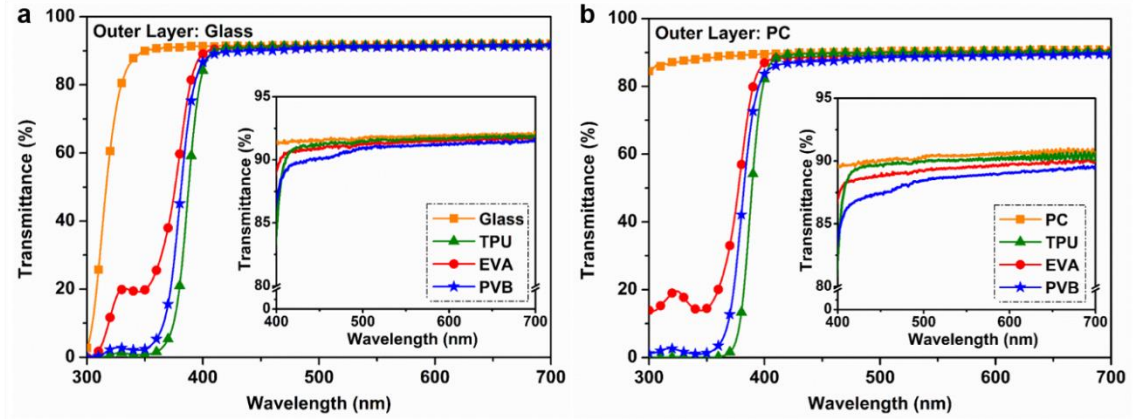 a
Outer Layer: Glass
Transmittance (%)
100
80
60
40
20
0
300
400
500
600
700
Wavelength (nm)
Transmittance (%)
95
90
85
80
0
400
500
600
700
Wavelength (nm)
Glass
TPU
EVA
PVB
b
Outer Layer: PC
Transmittance (%)
100
80
60
40
20
0
300
400
500
600
700
Wavelength (nm)
Transmittance (%)
95
90
85
80
0
400
500
600
700
Wavelength (nm)
PC
TPU
EVA
PVB